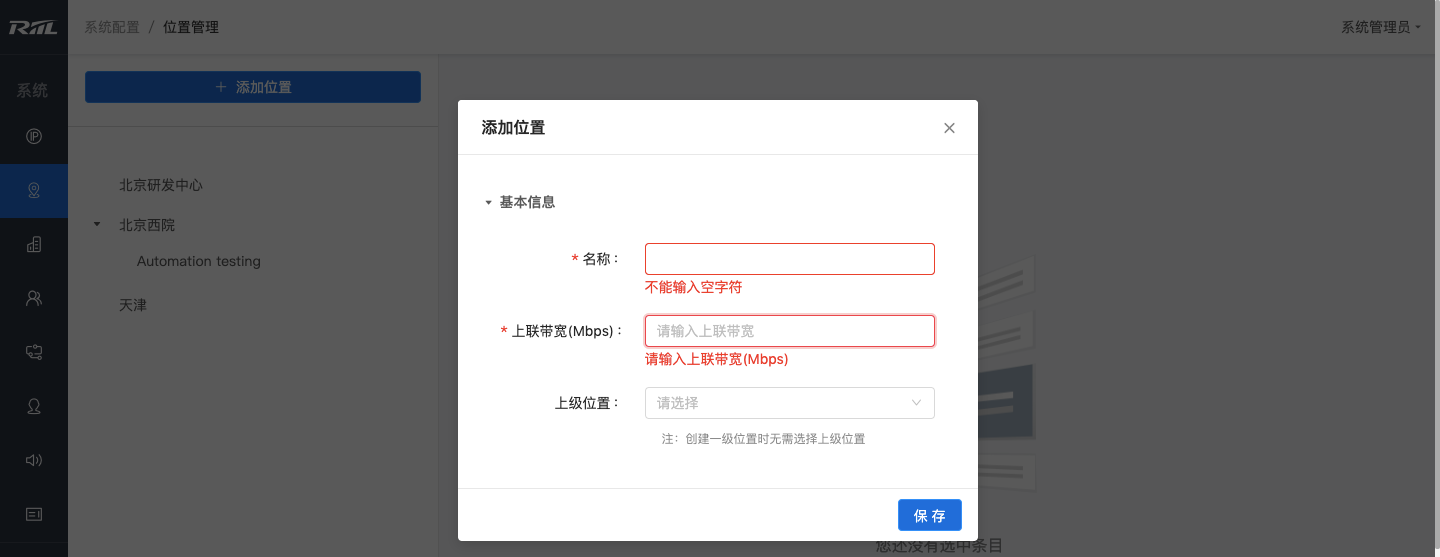 RIIL
系统配置 / 位置管理
系统管理员
系统
+ 添加位置
北京研发中心
北京西院
Automation testing
天津
添加位置
基本信息
* 名称：
不能输入空字符
* 上联带宽(Mbps)：
请输入上联带宽
请输入上联带宽(Mbps)
上级位置：
请选择
注：创建一级位置时无需选择上级位置
保 存
您还没有选中条目